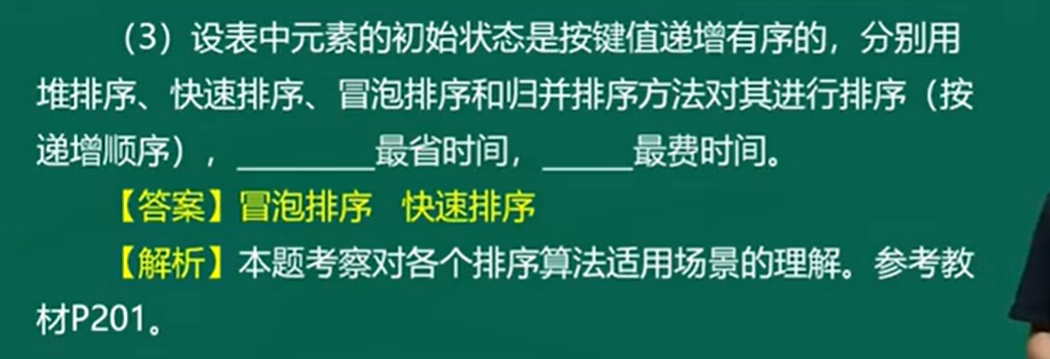 （3）设表中元素的初始状态是按键值递增有序的，分别用
堆排序、快速排序、冒泡排序和归并排序方法对其进行排序（按
递增顺序），________最省时间，_____最费时间。
【答案】冒泡排序 快速排序
【解析】本题考察对各个排序算法适用场景的理解。参考教
材P201。